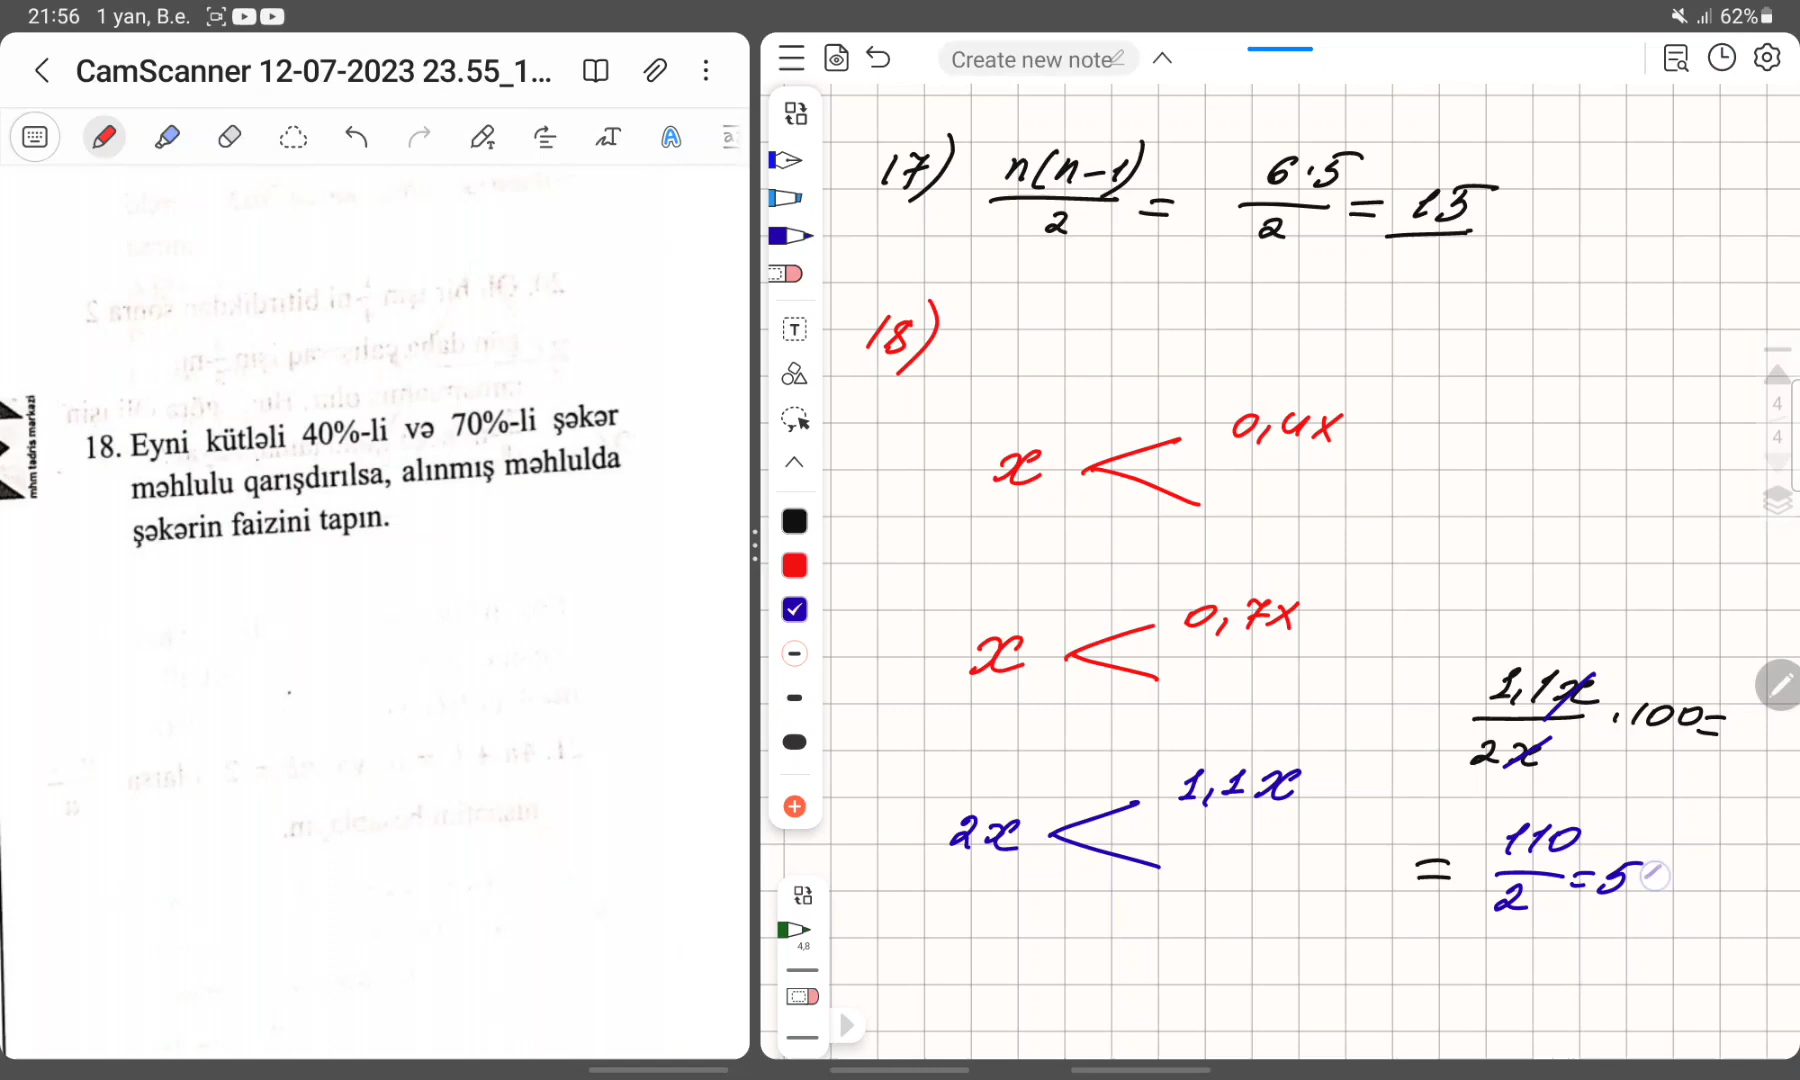 21:56 1 yan, B.e.
62%
CamScanner 12-07-2023 23.55_1...
mhm tədris mərkəzi
18. Eyni kütləli 40%-li və 70%-li şəkər
məhlulu qarışdırılsa, alınmış məhlulda
şəkərin faizini tapın.
Create new note
T
4
4
4,8
17) n(n-1)/2 = 6·5/2 = 15
18)
x < 0,4x
x < 0,7x
1,1x/2x · 100 =
2x < 1,1x
= 110/2 = 5